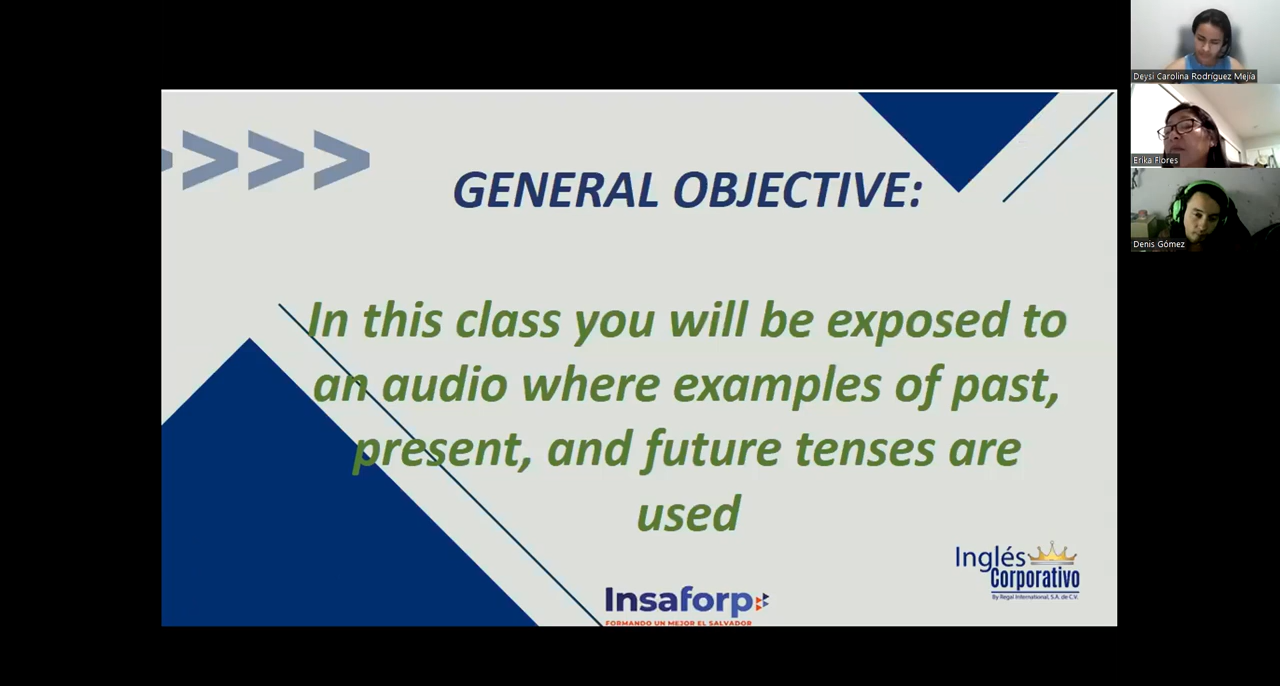 GENERAL OBJECTIVE:
In this class you will be exposed to
an audio where examples of past,
present, and future tenses are
used
Inglés
Corporativo
By Regal International, S.A. de C.V.
Insaforp
FORMANDO UN MEJOR EL SALVADOR
Deysi Carolina Rodríguez Mejía
Erika Flores
Denis Gómez